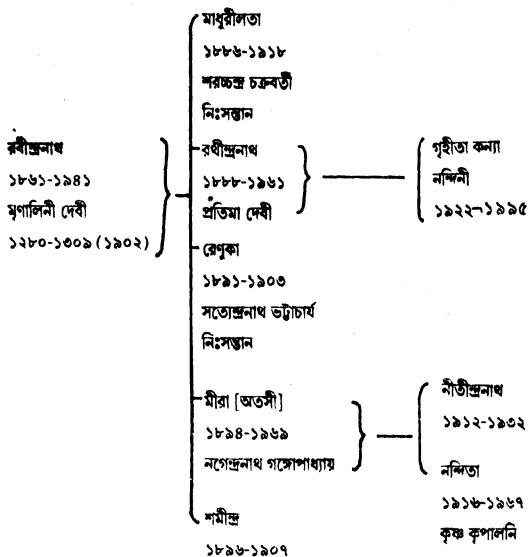 রবীন্দ্রনাথ
১৮৬১-১৯৪১
মৃণালিনী দেবী
১২৮০-১৩০৯ (১৯০২)
মাধুরীলতা
১৮৮৬-১৯১৮
শরচ্চন্দ্র চক্রবর্তী
নিঃসন্তান
রথীন্দ্রনাথ
১৮৮৮-১৯৬১
প্রতিমা দেবী
গৃহীতা কন্যা
নন্দিনী
১৯২২-১৯৯৫
রেণুকা
১৮৯১-১৯০৩
সত্যেন্দ্রনাথ ভট্টাচার্য
নিঃসন্তান
মীরা [অতসী]
১৮৯৪-১৯৬৯
নগেন্দ্রনাথ গঙ্গোপাধ্যায়
নীতীন্দ্রনাথ
১৯১২-১৯৩২
নন্দিতা
১৯১৬-১৯৬৭
কৃষ্ণ কৃপালনি
শমীন্দ্র
১৮৯৬-১৯০৭